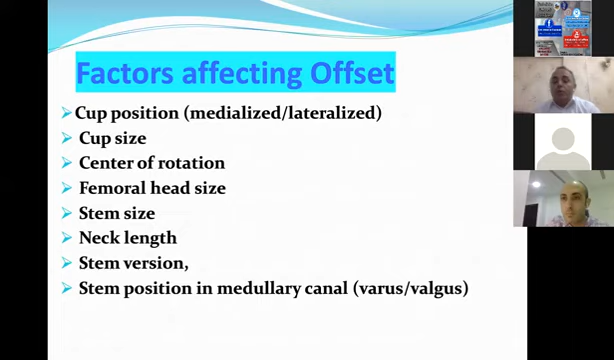 Factors affecting Offset
Cup position (medialized/lateralized)
Cup size
Center of rotation
Femoral head size
Stem size
Neck length
Stem version,
Stem position in medullary canal (varus/valgus)